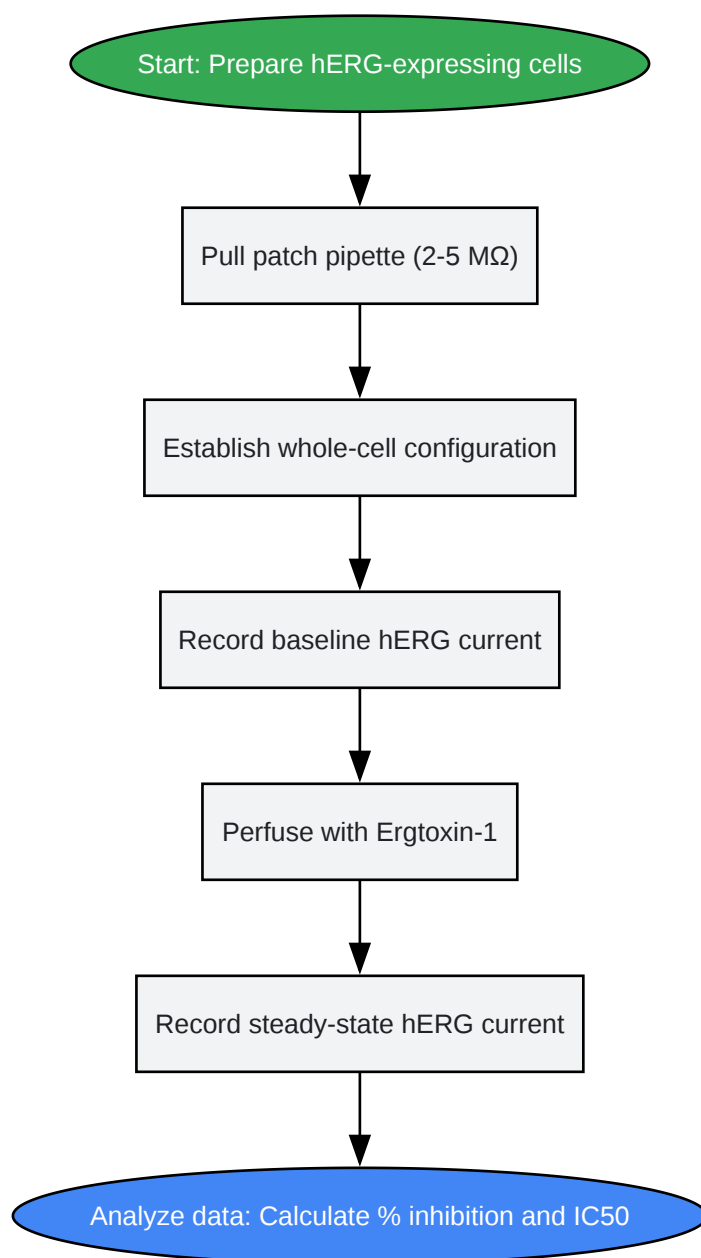 Start: Prepare hERG-expressing cells
Pull patch pipette (2-5 MΩ)
Establish whole-cell configuration
Record baseline hERG current
Perfuse with Ergtoxin-1
Record steady-state hERG current
Analyze data: Calculate % inhibition and IC50